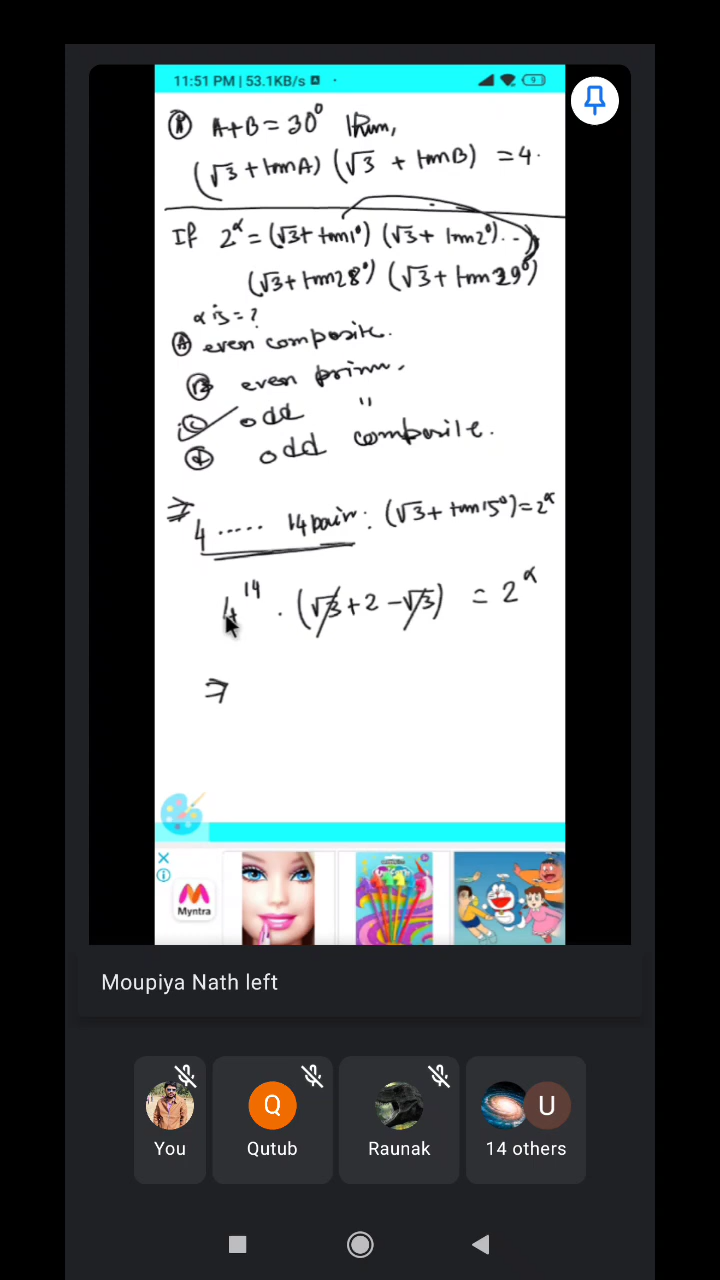 11:51 PM | 53.1KB/s
9
A+B = 30° then,
(√3 + tanA) (√3 + tanB) = 4.
If 2^α = (√3 + tan1°) (√3 + tan2°) . . .
(√3 + tan28°) (√3 + tan29°)
α is = ?
Ⓐ even composite.
Ⓑ even prime.
Ⓒ odd "
Ⓓ odd composite.
⇒ 4 ..... 14 pair : (√3 + tan15°) = 2^α
4^14 . (√3 + 2 - √3) = 2^α
⇒
Myntra
Moupiya Nath left
Q
U
You
Qutub
Raunak
14 others